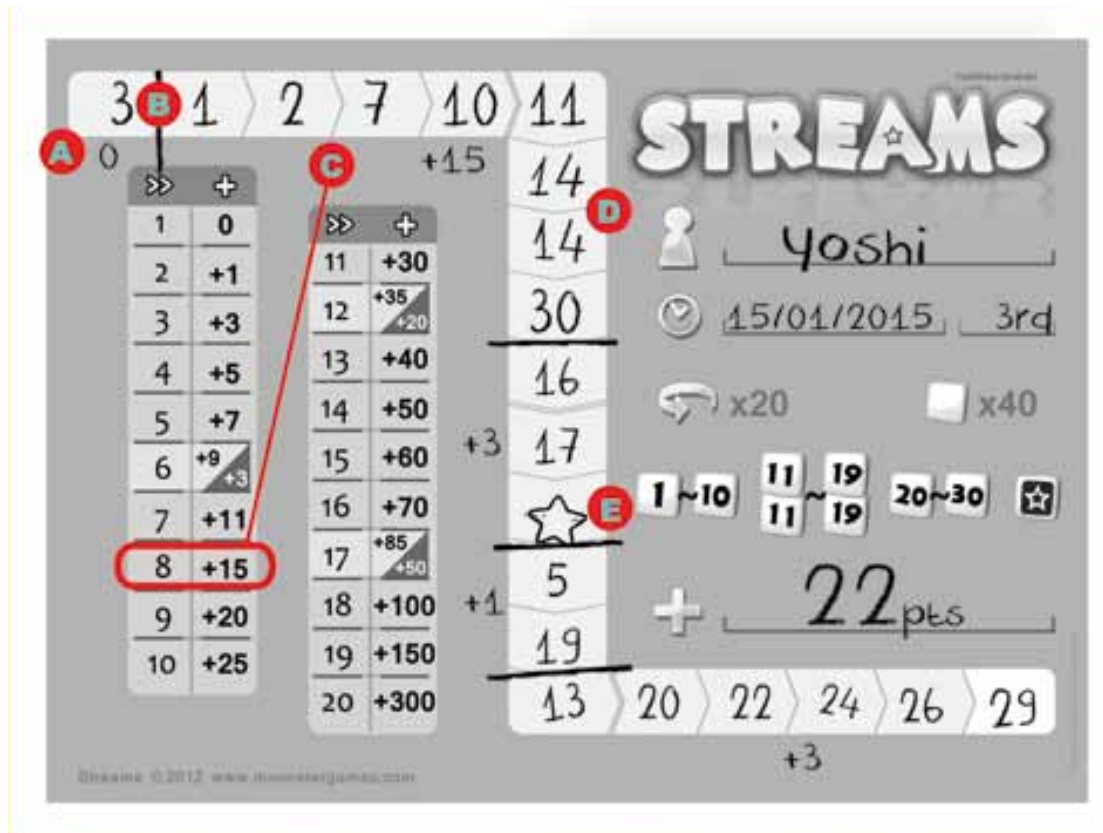 3 1 2 7 10 11
B
A 0
C
+15
14
D
14
30
16
+3 17
E
+1 5
19
13 20 22 24 26 29
+3
>> +
1 0
2 +1
3 +3
4 +5
5 +7
6 +9 +3
7 +11
8 +15
9 +20
10 +25
>> +
11 +30
12 +35 +20
13 +40
14 +50
15 +60
16 +70
17 +85 +50
18 +100
19 +150
20 +300
STREAMS
Yoshi
15/01/2015 3rd
x20 x40
1~10 11 11 ~ 19 19 20~30
+ 22pts
Streams ©2012 www.moonstergames.com